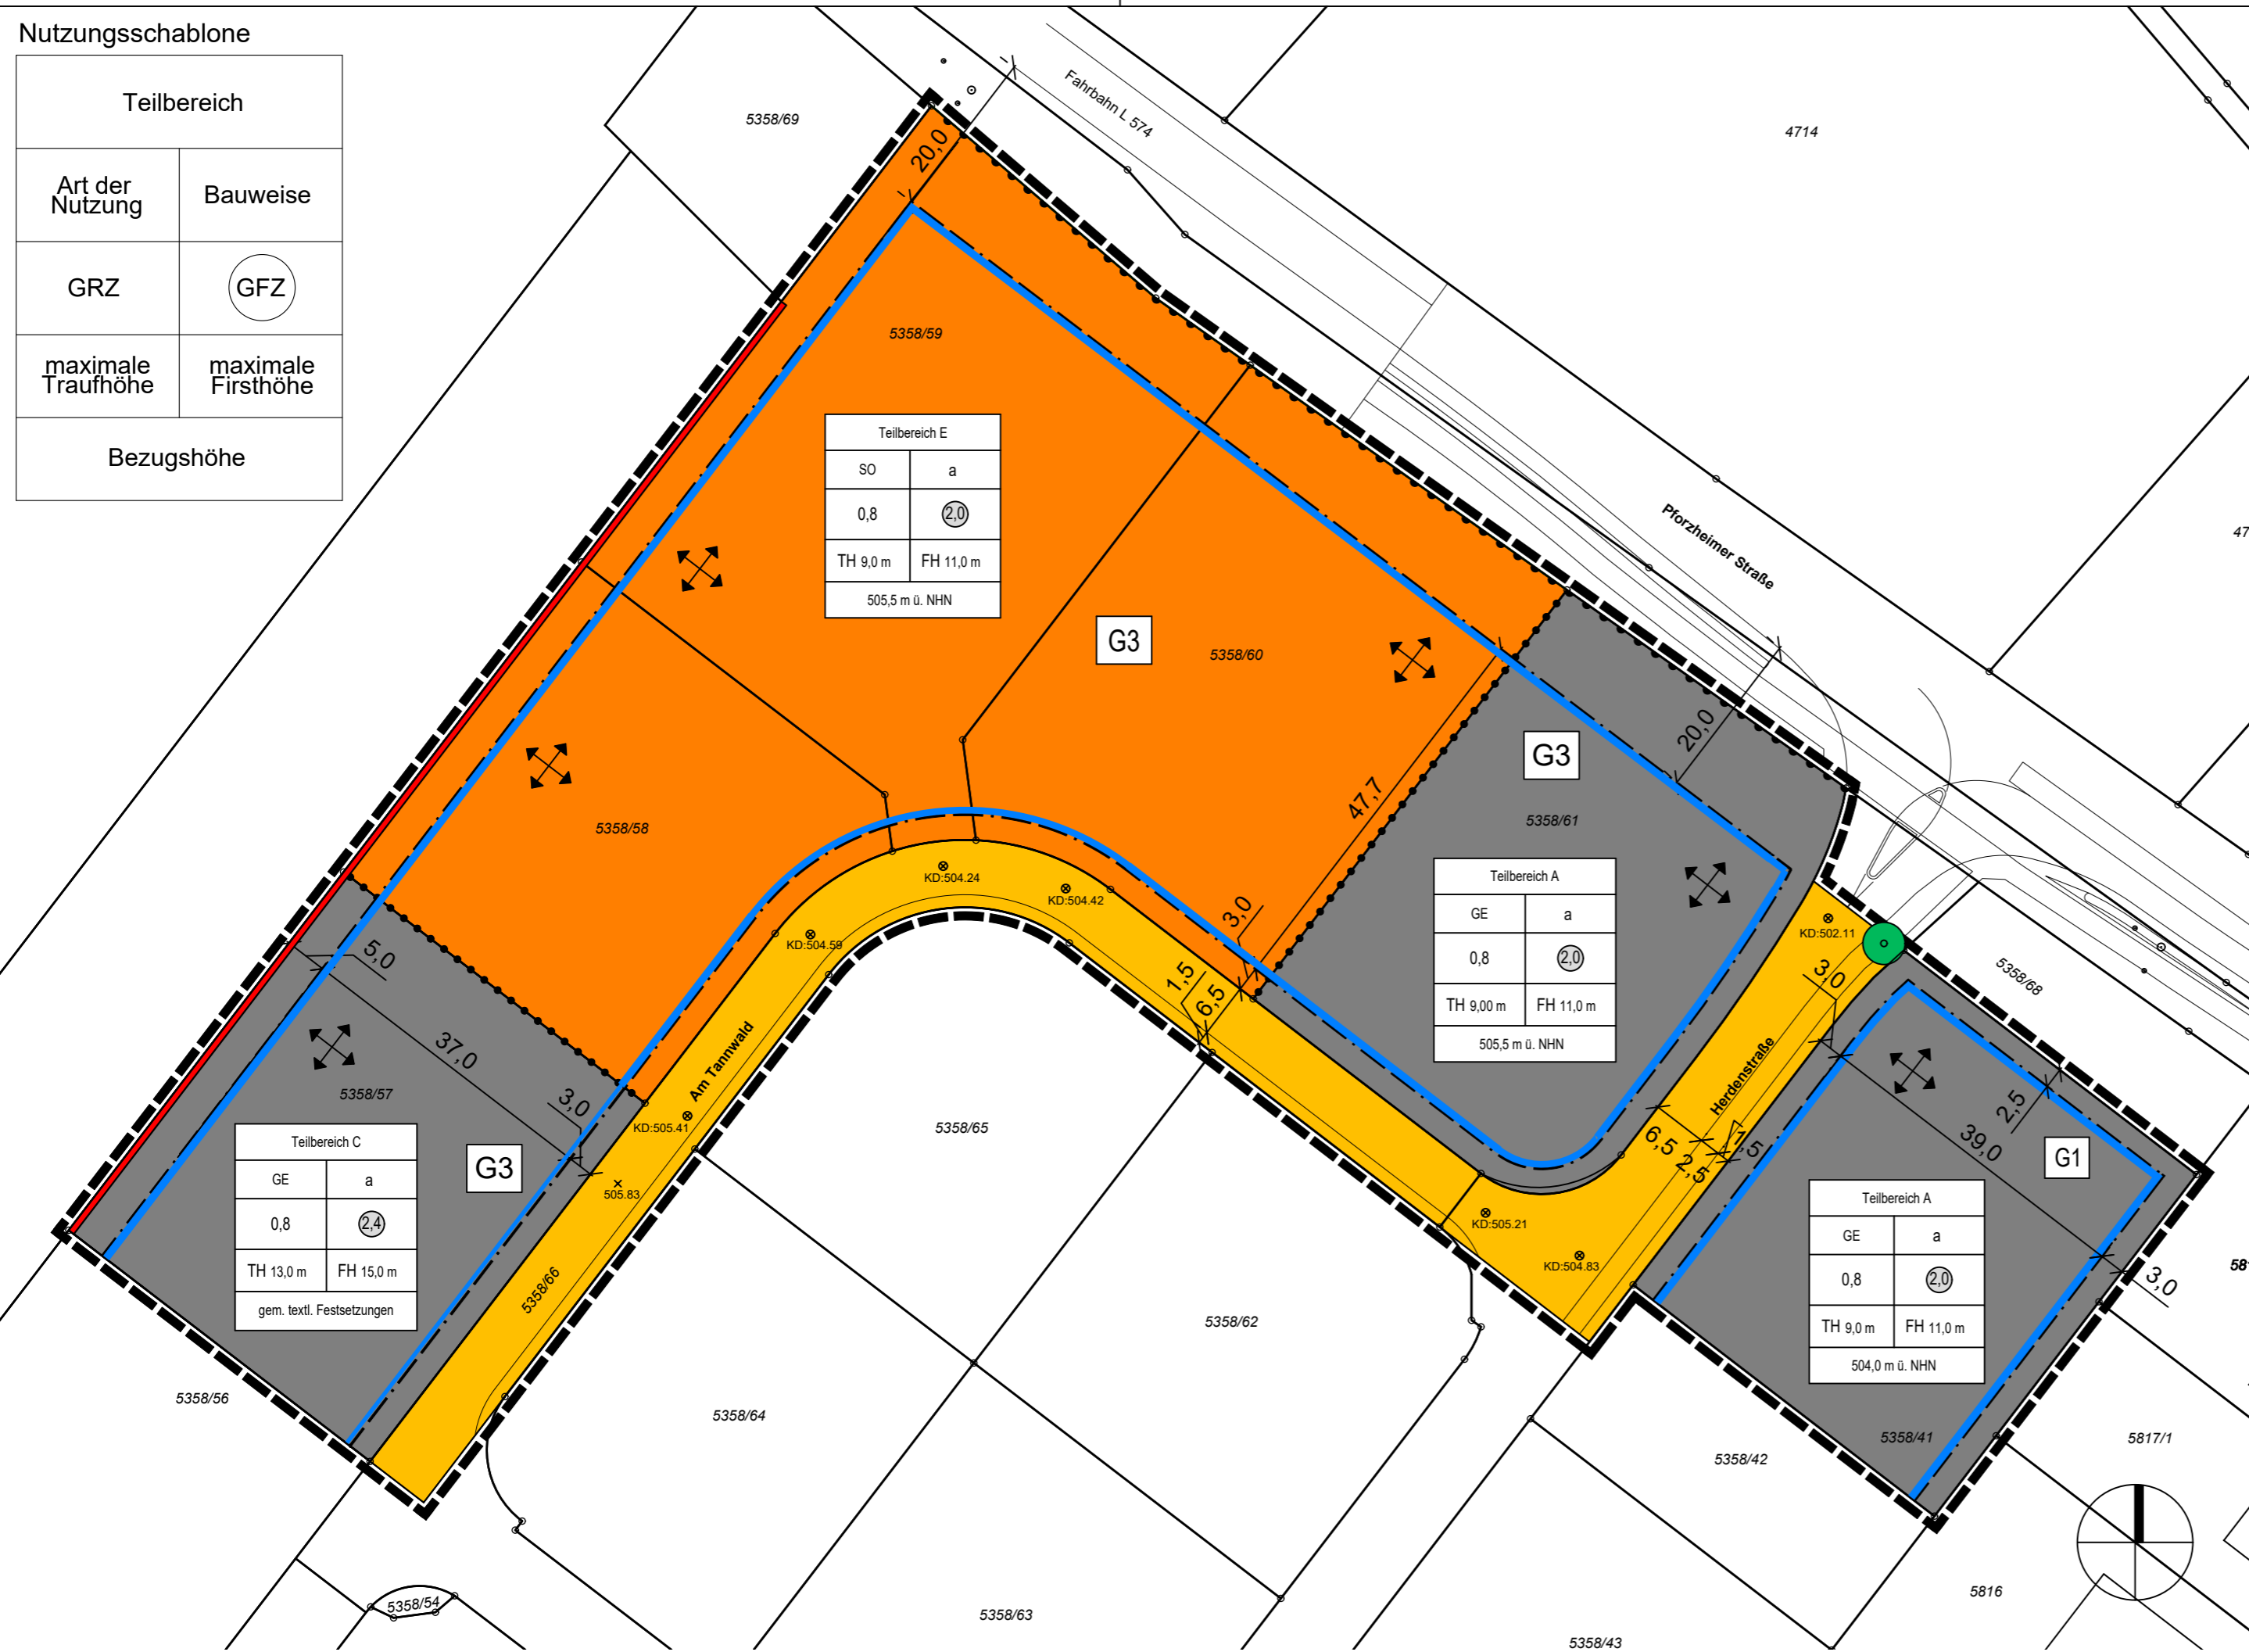 Nutzungsschablone
Teilbereich
Art der
Nutzung
Bauweise
GRZ
GFZ
maximale
Traufhöhe
maximale
Firsthöhe
Bezugshöhe
5358/69
20,0
Fahrbahn L 574
4714
5358/59
Teilbereich E
SO
a
0,8
2,0
TH 9,0 m
FH 11,0 m
505,5 m ü. NHN
G3
5358/60
Pforzheimer Straße
47
20,0
G3
5358/61
47,7
5358/58
KD:504.24
KD:504.42
KD:504.59
3,0
1,5
6,5
Teilbereich A
GE
a
0,8
2,0
TH 9,00 m
FH 11,0 m
505,5 m ü. NHN
KD:502.11
3,0
5358/68
5,0
37,0
3,0
5358/57
Am Tannwald
KD:505.41
505.83
G3
Teilbereich C
GE
a
0,8
2,4
TH 13,0 m
FH 15,0 m
gem. textl. Festsetzungen
5358/66
5358/65
Herdenstraße
6,5
2,5
1,5
39,0
2,5
G1
3,0
KD:505.21
KD:504.83
Teilbereich A
GE
a
0,8
2,0
TH 9,0 m
FH 11,0 m
504,0 m ü. NHN
58
5358/62
5358/56
5358/64
5358/41
5817/1
5358/42
5358/54
5358/63
5816
5358/43